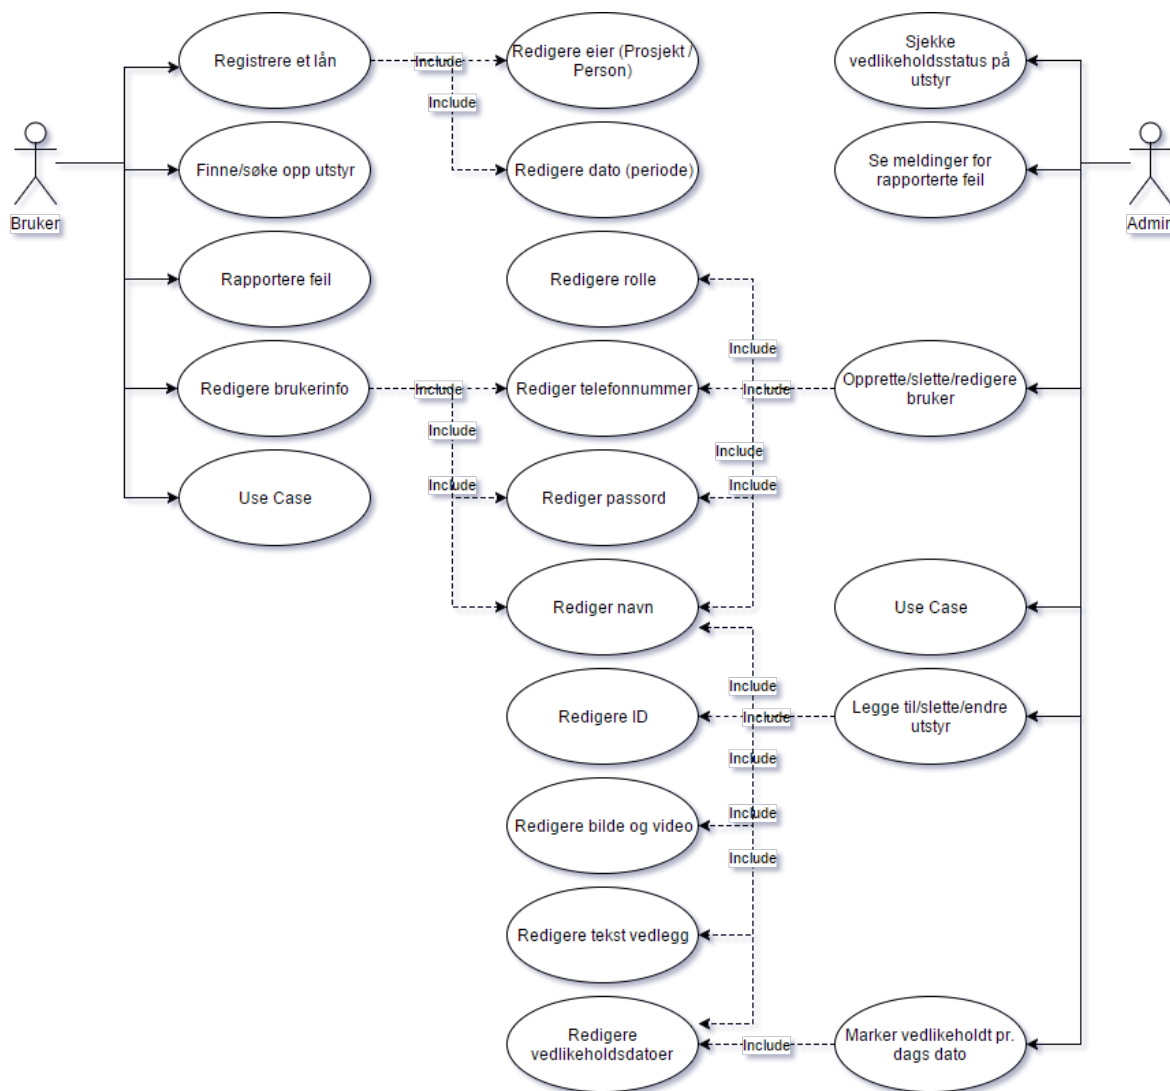 Registrere et lån
Include
Redigere eier (Prosjekt /
Person)
Sjekke
vedlikeholdsstatus på
utstyr
Include
Bruker
Finne/søke opp utstyr
Redigere dato (periode)
Se meldinger for
rapporterte feil
Admin
Rapportere feil
Redigere rolle
Include
Redigere brukerinfo
Include
Rediger telefonnummer
Include
Opprette/slette/redigere
bruker
Include
Include
Include
Include
Use Case
Rediger passord
Rediger navn
Use Case
Include
Redigere ID
Include
Legge til/slette/endre
utstyr
Include
Include
Redigere bilde og video
Include
Redigere tekst vedlegg
Redigere
vedlikeholdsdatoer
Include
Marker vedlikeholdt pr.
dags dato